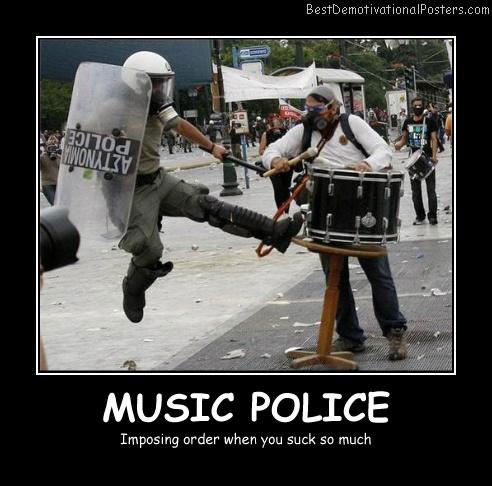 BestDemotivationalPosters.com
ΑΣΤΥΝΟΜΙΑ
POLICE
MUSIC POLICE
Imposing order when you suck so much